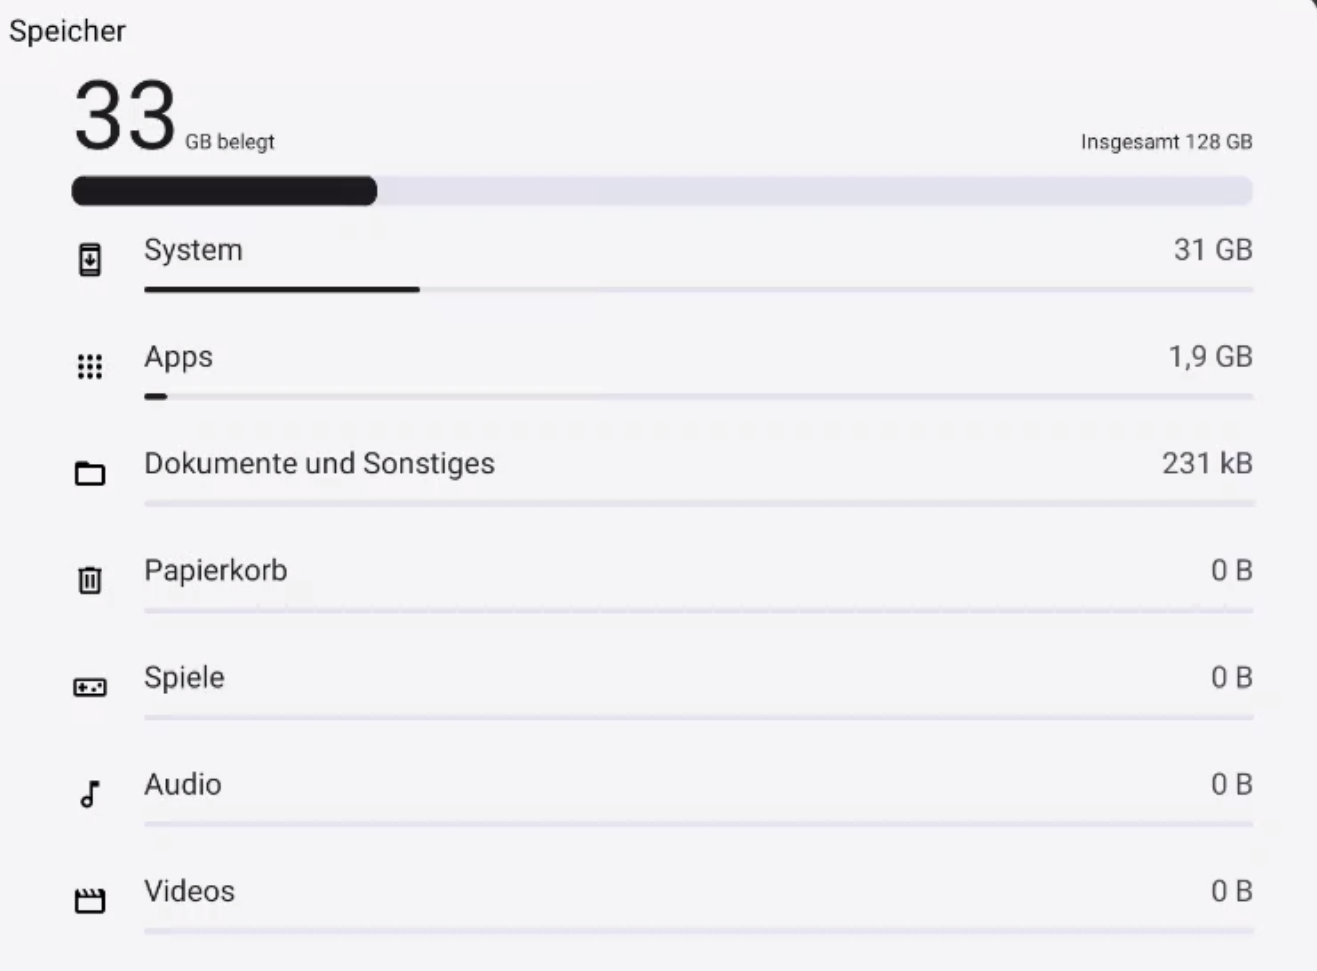 Speicher
33 GB belegt
Insgesamt 128 GB
System 31 GB
Apps 1,9 GB
Dokumente und Sonstiges 231 kB
Papierkorb 0 B
Spiele 0 B
Audio 0 B
Videos 0 B